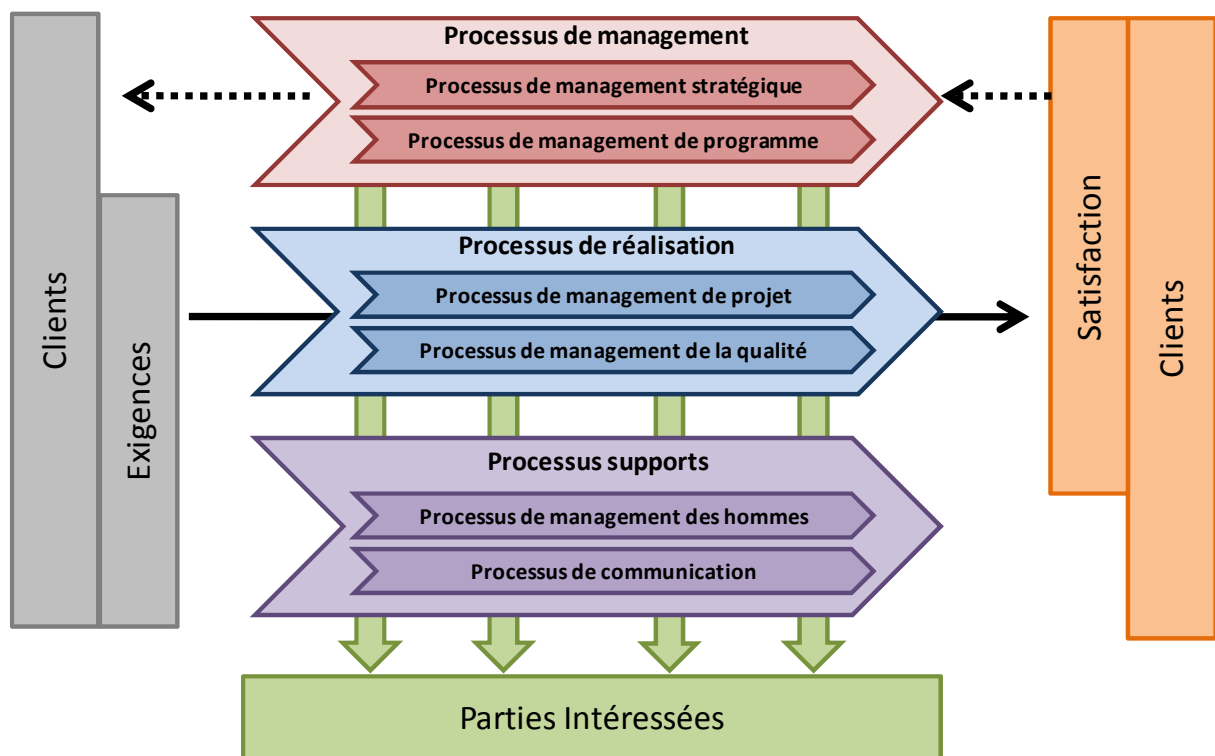 Clients
Exigences
Processus de management
Processus de management stratégique
Processus de management de programme
Processus de réalisation
Processus de management de projet
Processus de management de la qualité
Processus supports
Processus de management des hommes
Processus de communication
Satisfaction
Clients
Parties Intéressées